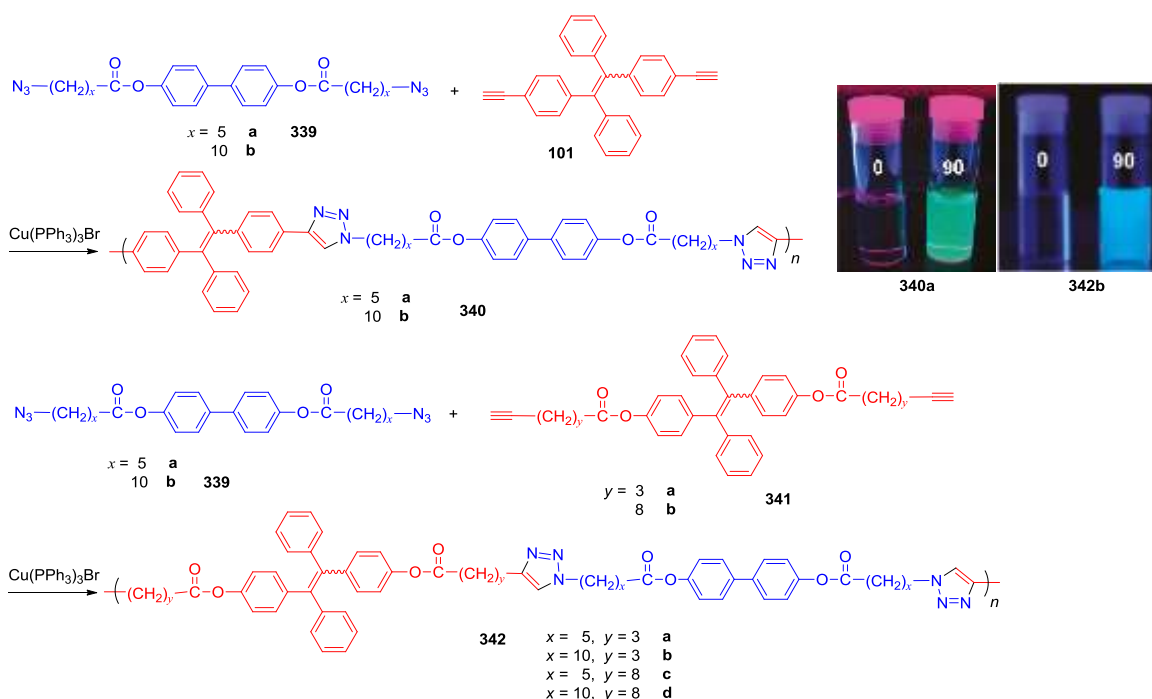 N₃ (CH₂)ₓ C O O O C O (CH₂)ₓ N₃ + 
x = 5 a 339
10 b
101
0 90 0 90
Cu(PPh₃)₃Br
N N N (CH₂)ₓ C O O O C O (CH₂)ₓ N N N n
340a 342b
x = 5 a
10 b 340
N₃ (CH₂)ₓ C O O O C O (CH₂)ₓ N₃ + (CH₂)y C O O O C O (CH₂)y
x = 5 a
10 b 339
y = 3 a
8 b 341
Cu(PPh₃)₃Br
(CH₂)y C O O O C O (CH₂)y N N N (CH₂)ₓ C O O O C O (CH₂)ₓ N N N n
342 x = 5, y = 3 a
x = 10, y = 3 b
x = 5, y = 8 c
x = 10, y = 8 d